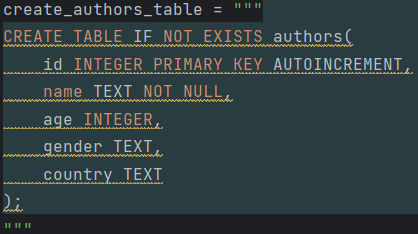 create_authors_table = """
CREATE TABLE IF NOT EXISTS authors(
    id INTEGER PRIMARY KEY AUTOINCREMENT,
    name TEXT NOT NULL,
    age INTEGER,
    gender TEXT,
    country TEXT
);
"""